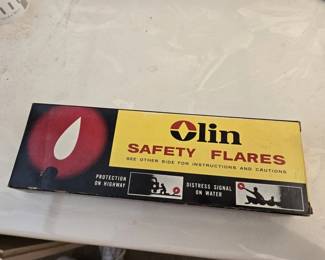 Olin
SAFETY FLARES
SEE OTHER SIDE FOR INSTRUCTIONS AND CAUTIONS
PROTECTION
ON HIGHWAY
DISTRESS SIGNAL
ON WATER